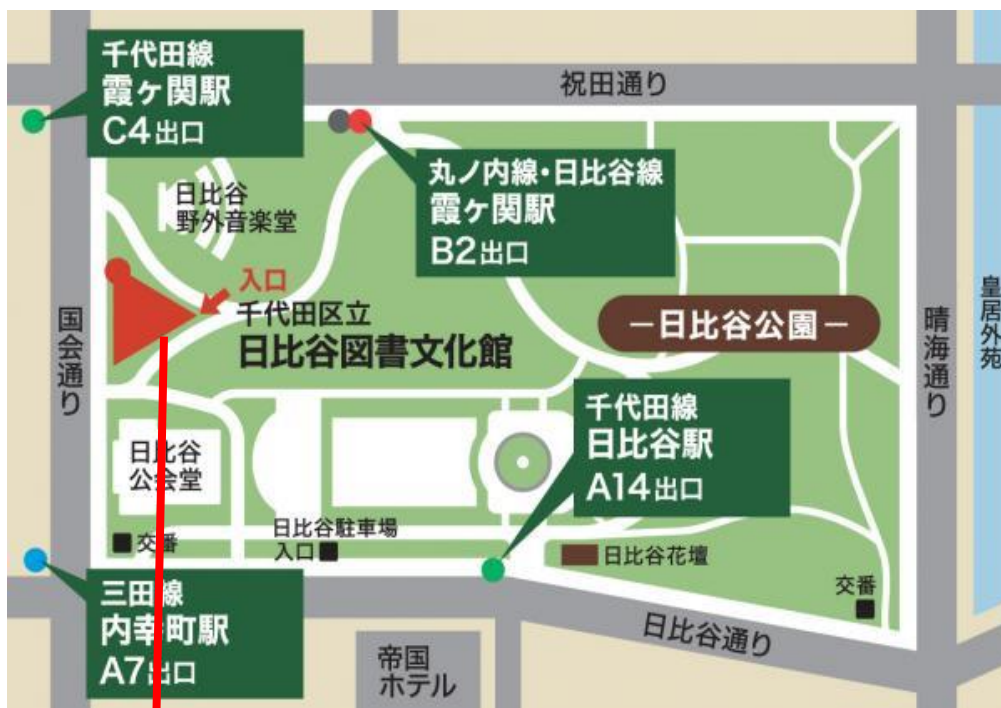 千代田線
霞ヶ関駅
C4出口
祝田通り
丸ノ内線・日比谷線
霞ヶ関駅
B2出口
日比谷
野外音楽堂
入口
千代田区立
日比谷図書文化館
－日比谷公園－
国会通り
晴海通り
皇居外苑
千代田線
日比谷駅
A14出口
日比谷
公会堂
交番
日比谷駐車場
入口
日比谷花壇
交番
三田線
内幸町駅
A7出口
帝国
ホテル
日比谷通り